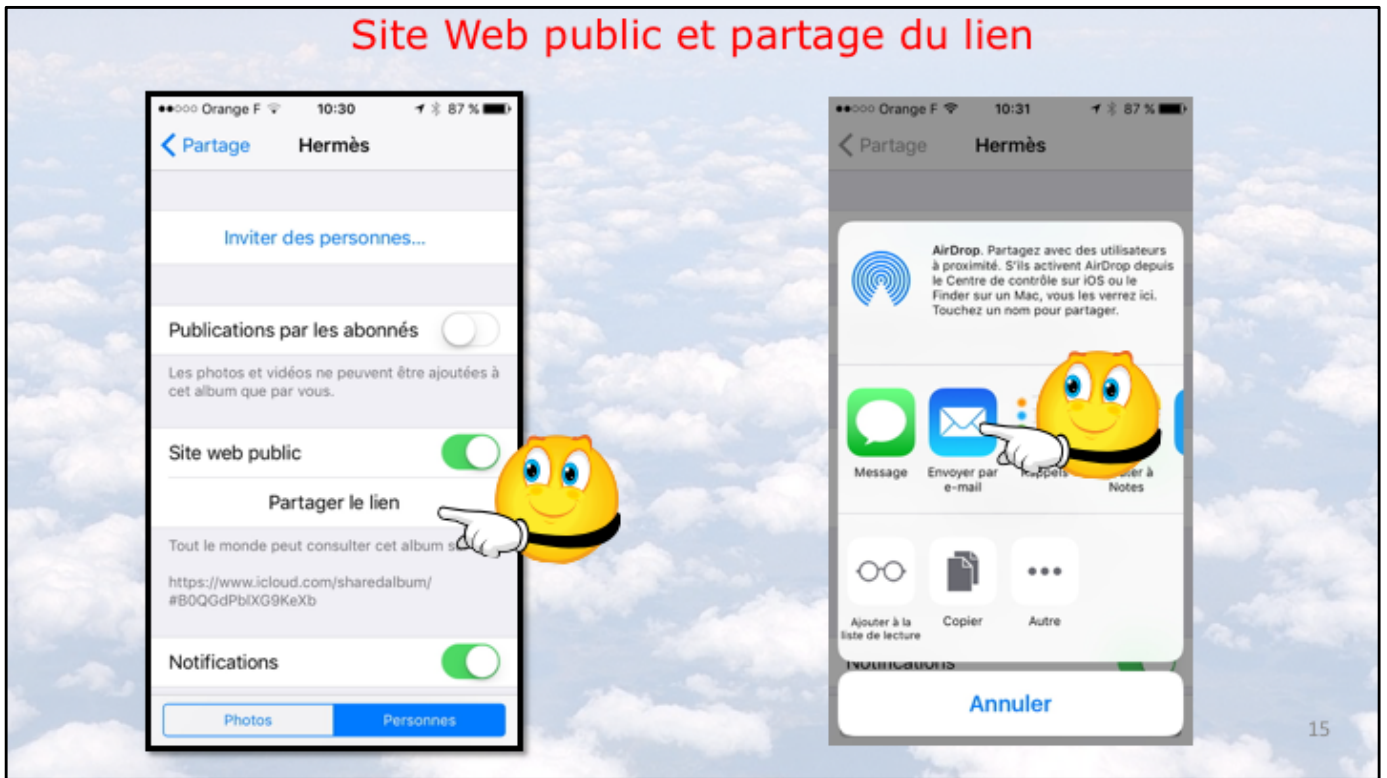 Site Web public et partage du lien
Orange F 10:30 87 %
Partage Hermès
Inviter des personnes...
Publications par les abonnés
Les photos et vidéos ne peuvent être ajoutées à
cet album que par vous.
Site web public
Partager le lien
Tout le monde peut consulter cet album
https://www.icloud.com/sharedalbum/
#B0QGdPbIXG9KeXb
Notifications
Photos Personnes
Orange F 10:31 87 %
Partage Hermès
AirDrop. Partagez avec des utilisateurs
à proximité. S'ils activent AirDrop depuis
le Centre de contrôle sur iOS ou le
Finder sur un Mac, vous les verrez ici.
Touchez un nom pour partager.
Message Envoyer par Rappels à
e-mail Notes
Ajouter à la Copier Autre
liste de lecture
Notifications
Annuler
15